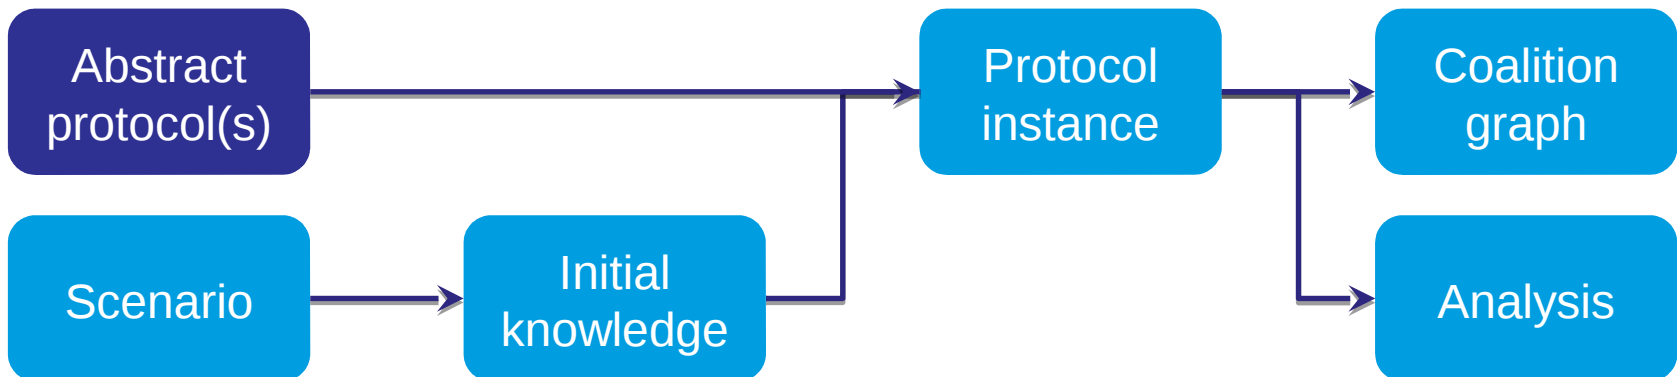 Abstract
protocol(s)
Protocol
instance
Coalition
graph
Scenario
Initial
knowledge
Analysis